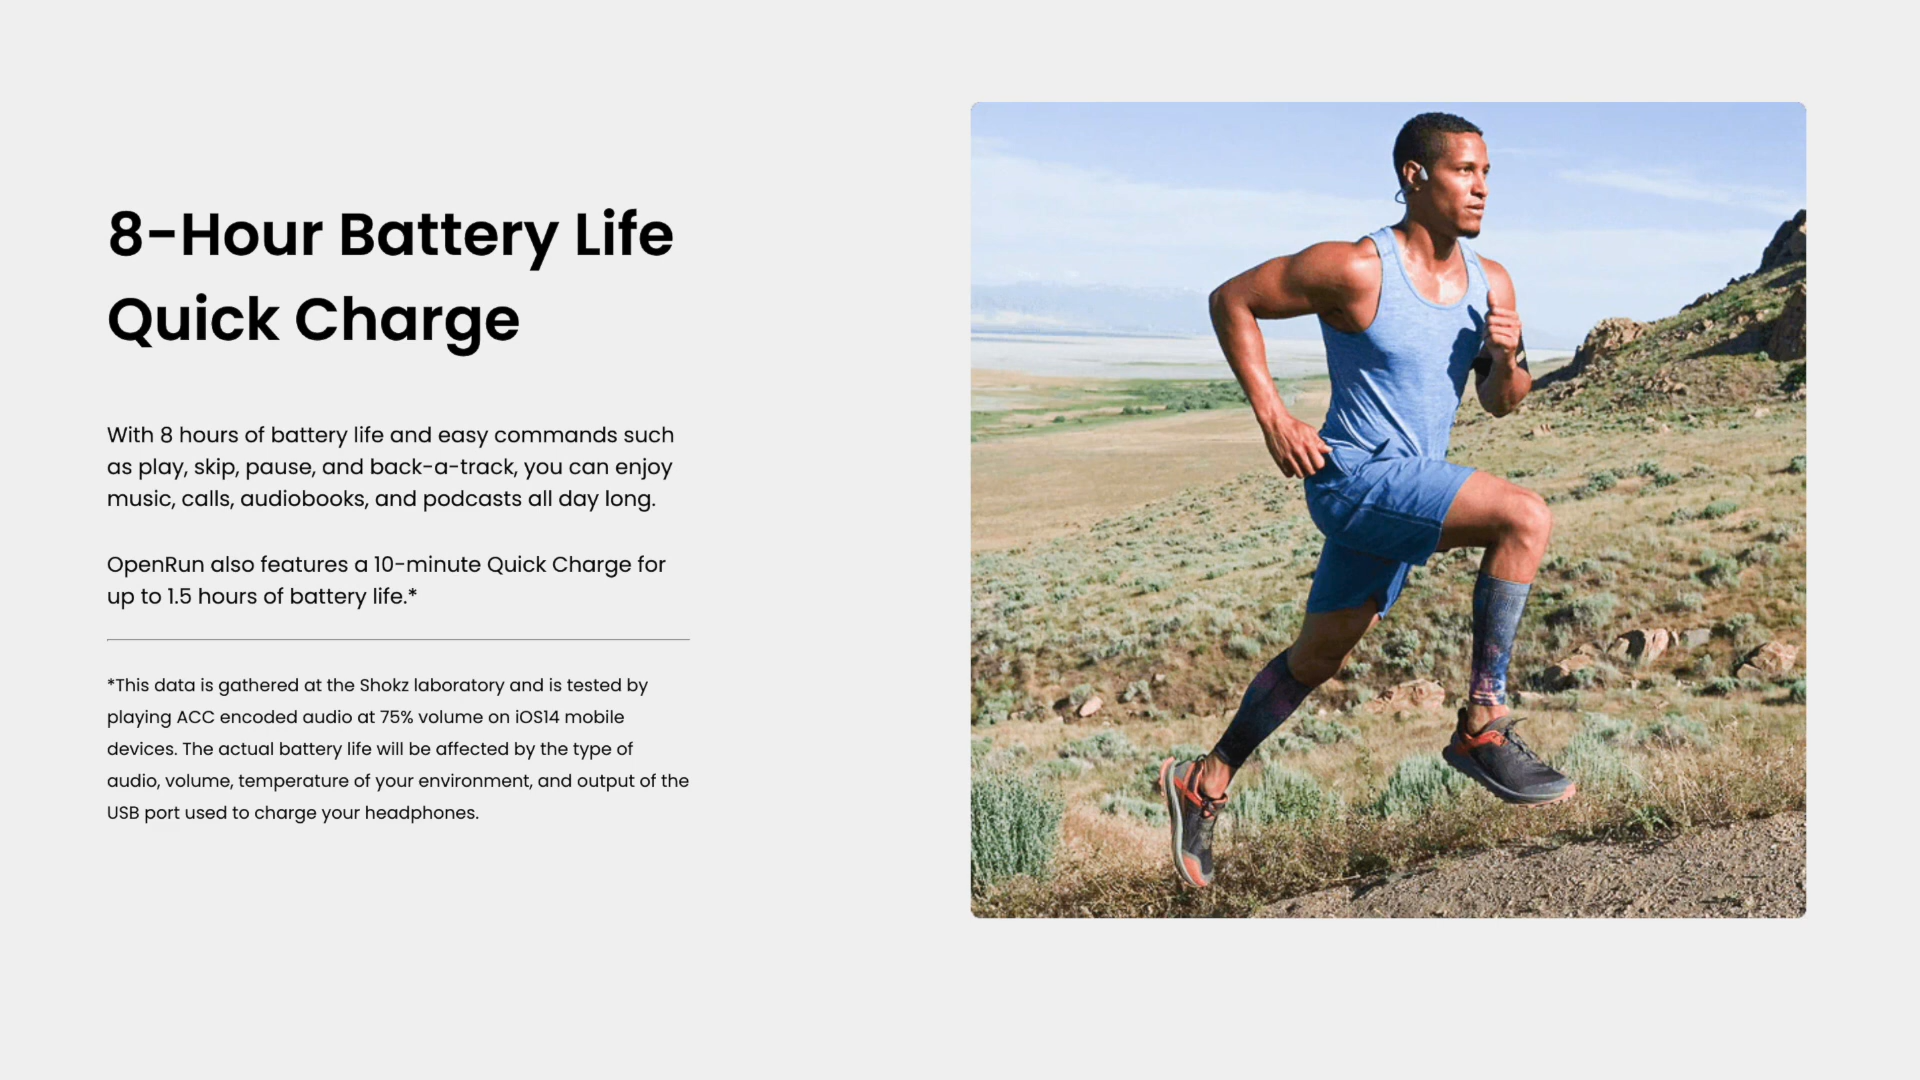 8-Hour Battery Life
Quick Charge
With 8 hours of battery life and easy commands such
as play, skip, pause, and back-a-track, you can enjoy
music, calls, audiobooks, and podcasts all day long.
OpenRun also features a 10-minute Quick Charge for
up to 1.5 hours of battery life.*
*This data is gathered at the Shokz laboratory and is tested by
playing ACC encoded audio at 75% volume on iOS14 mobile
devices. The actual battery life will be affected by the type of
audio, volume, temperature of your environment, and output of the
USB port used to charge your headphones.